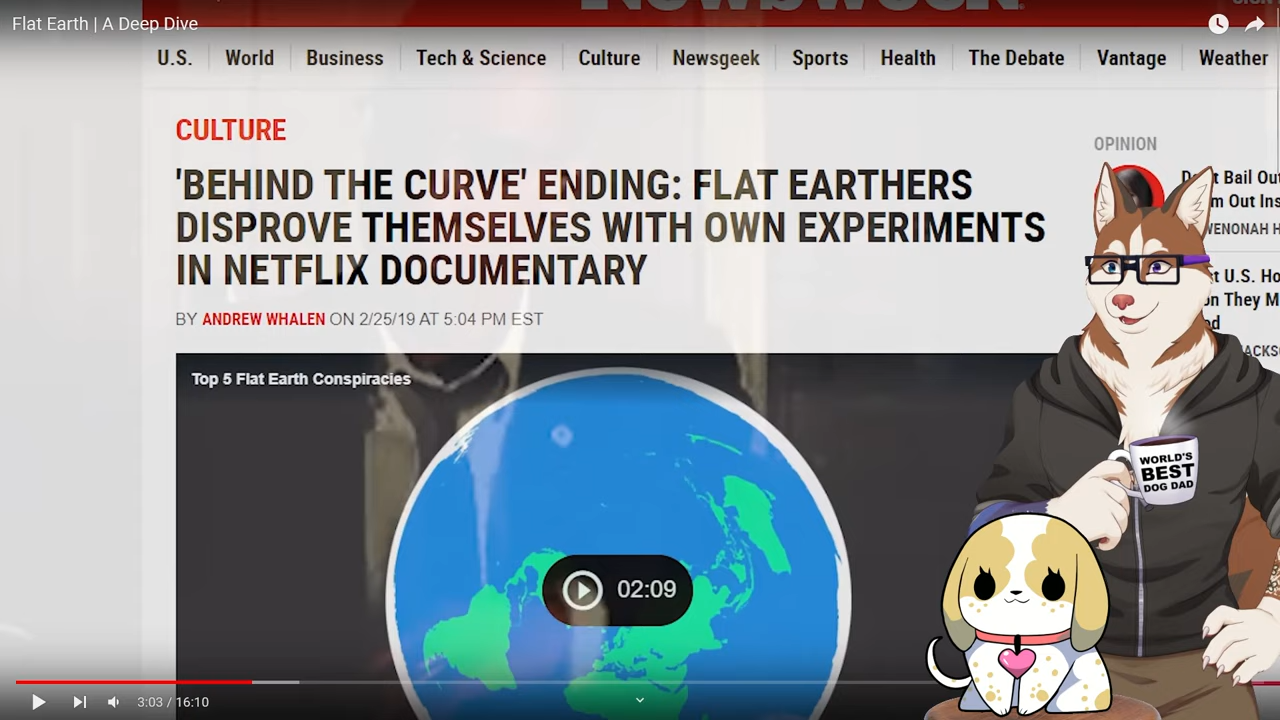 Flat Earth | A Deep Dive
U.S. World Business Tech & Science Culture Newsgeek Sports Health The Debate Vantage Weather
CULTURE
'BEHIND THE CURVE' ENDING: FLAT EARTHERS
DISPROVE THEMSELVES WITH OWN EXPERIMENTS
IN NETFLIX DOCUMENTARY
BY ANDREW WHALEN ON 2/25/19 AT 5:04 PM EST
OPINION
Bail
Out
U.S.
They
Top 5 Flat Earth Conspiracies
02:09
WORLD'S
BEST
DOG DAD
3:03 / 16:10